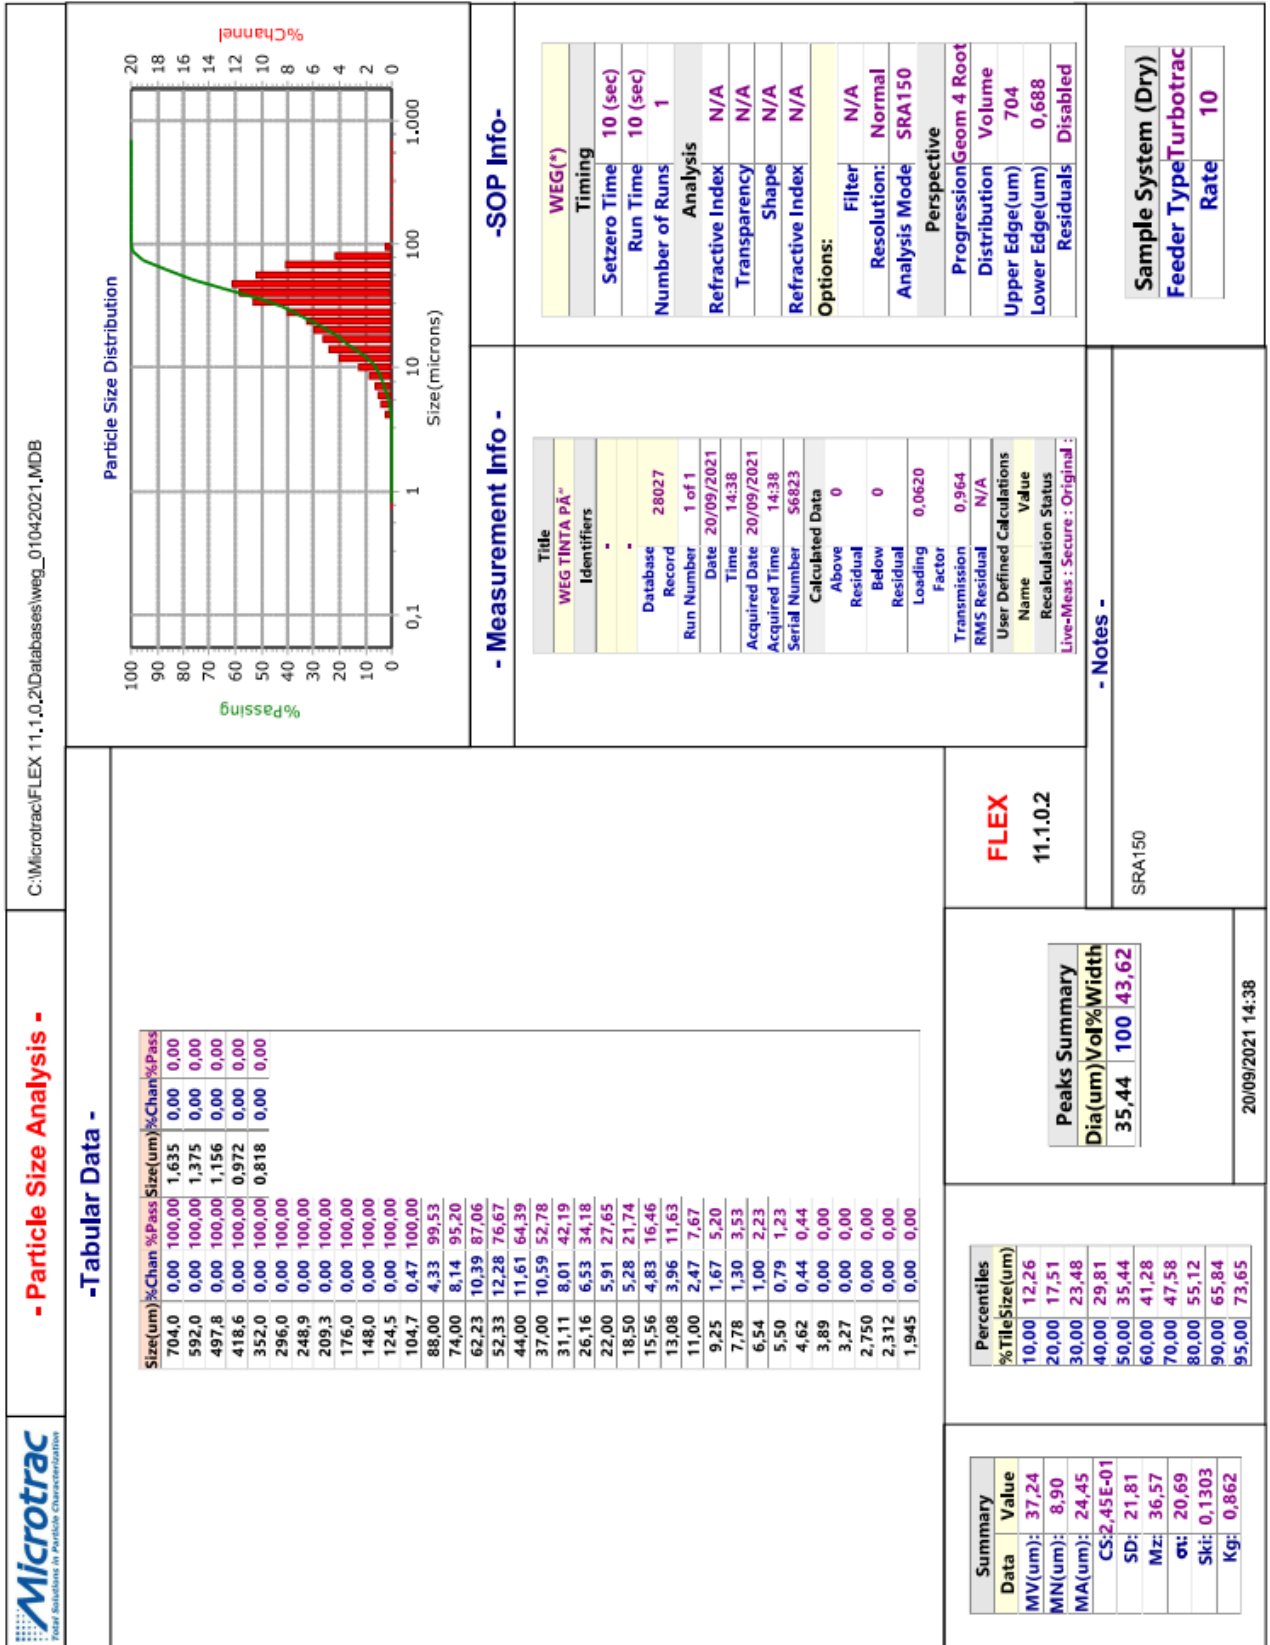 Microtrac
Total Solutions in Particle Characterization
- Particle Size Analysis -
C:\Microtrac\FLEX 11.1.0.2\Databases\weg_01042021.MDB
-Tabular Data -
Size(um) %Chan %Pass Size(um) %Chan %Pass
704,0 0,00 100,00 1,635 0,00 0,00
592,0 0,00 100,00 1,375 0,00 0,00
497,8 0,00 100,00 1,156 0,00 0,00
418,6 0,00 100,00 0,972 0,00 0,00
352,0 0,00 100,00 0,818 0,00 0,00
296,0 0,00 100,00
248,9 0,00 100,00
209,3 0,00 100,00
176,0 0,00 100,00
148,0 0,00 100,00
124,5 0,00 100,00
104,7 0,47 100,00
88,00 4,33 99,53
74,00 8,14 95,20
62,23 10,39 87,06
52,33 12,28 76,67
44,00 11,61 64,39
37,00 10,59 52,78
31,11 8,01 42,19
26,16 6,53 34,18
22,00 5,91 27,65
18,50 5,28 21,74
15,56 4,83 16,46
13,08 3,96 11,63
11,00 2,47 7,67
9,25 1,67 5,20
7,78 1,30 3,53
6,54 1,00 2,23
5,50 0,79 1,23
4,62 0,44 0,44
3,89 0,00 0,00
3,27 0,00 0,00
2,750 0,00 0,00
2,312 0,00 0,00
1,945 0,00 0,00
Particle Size Distribution
%Passing
100
90
80
70
60
50
40
30
20
10
0
%Channel
20
18
16
14
12
10
8
6
4
2
0
0,1 1 10 100 1.000
Size(microns)
- Measurement Info -
Title
WEG TINTA PÃ“
Identifiers
-
-
Database Record 28027
Run Number 1 of 1
Date 20/09/2021
Time 14:38
Acquired Date 20/09/2021
Acquired Time 14:38
Serial Number S6823
Calculated Data
Above Residual 0
Below Residual 0
Loading Factor 0,0620
Transmission 0,964
RMS Residual N/A
User Defined Calculations
Name Value
Recalculation Status
Live-Meas : Secure : Original :
-SOP Info-
WEG(*)
Timing
Setzero Time 10 (sec)
Run Time 10 (sec)
Number of Runs 1
Analysis
Refractive Index N/A
Transparency N/A
Shape N/A
Refractive Index N/A
Options:
Filter N/A
Resolution: Normal
Analysis Mode SRA150
Perspective
Progression Geom 4 Root
Distribution Volume
Upper Edge(um) 704
Lower Edge(um) 0,688
Residuals Disabled
Summary
Data Value
MV(um): 37,24
MN(um): 8,90
MA(um): 24,45
CS: 2,45E-01
SD: 21,81
Mz: 36,57
σı: 20,69
Ski: 0,1303
Kg: 0,862
Percentiles
%Tile Size(um)
10,00 12,26
20,00 17,51
30,00 23,48
40,00 29,81
50,00 35,44
60,00 41,28
70,00 47,58
80,00 55,12
90,00 65,84
95,00 73,65
Peaks Summary
Dia(um) Vol% Width
35,44 100 43,62
20/09/2021 14:38
FLEX
11.1.0.2
- Notes -
SRA150
Sample System (Dry)
Feeder Type Turbotrac
Rate 10